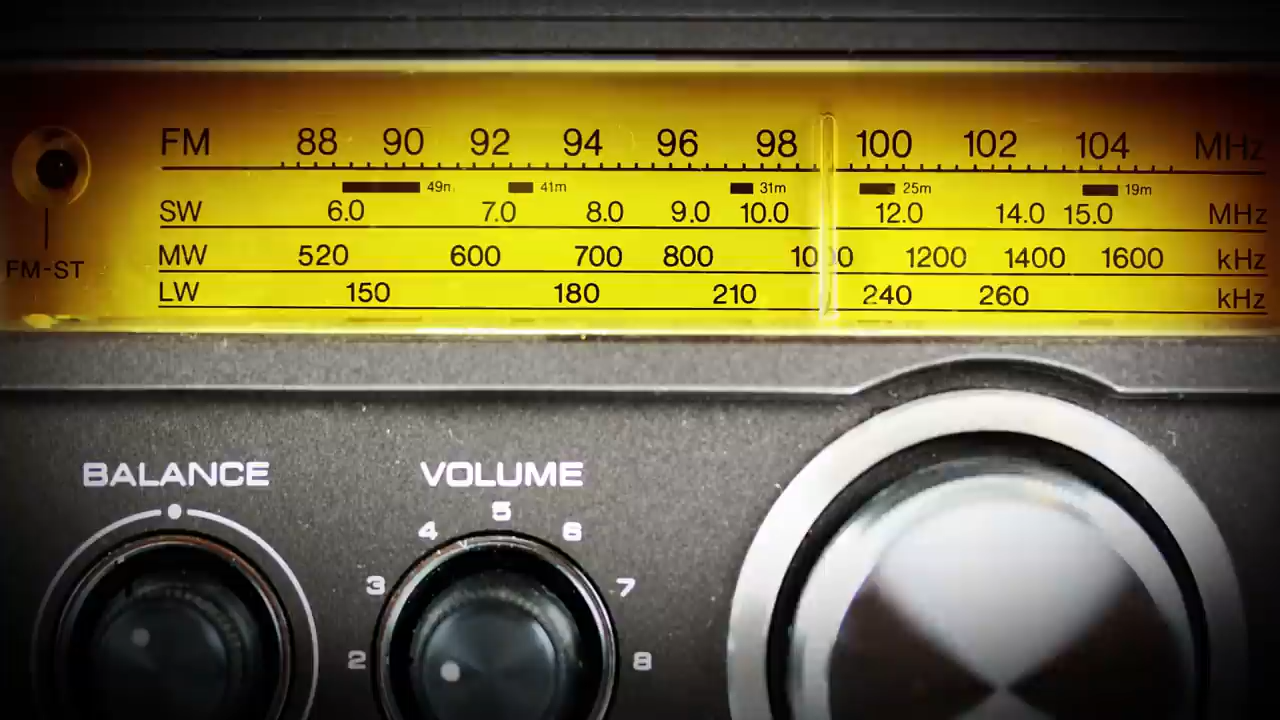 FM 88 90 92 94 96 98 100 102 104 MHz
49m 41m 31m 25m 19m
SW 6.0 7.0 8.0 9.0 10.0 12.0 14.0 15.0 MHz
MW 520 600 700 800 1000 1200 1400 1600 kHz
FM-ST
LW 150 180 210 240 260 kHz
BALANCE VOLUME
5
4 6
3 7
2 8